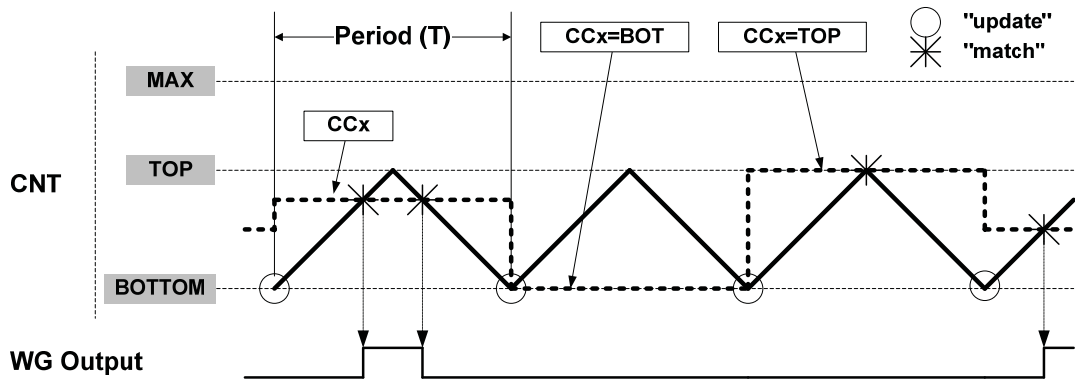 Period (T)
CCx=BOT
CCx=TOP
"update"
"match"
MAX
CCx
TOP
CNT
BOTTOM
WG Output